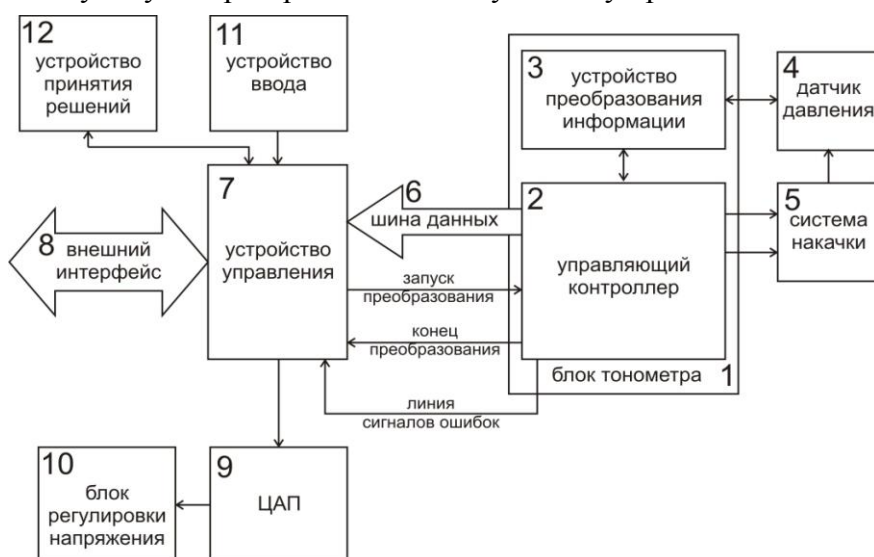 12
устройство
принятия
решений
11
устройство
ввода
3
устройство
преобразования
информации
4
датчик
давления
7
устройство
управления
6
шина данных
2
управляющий
контроллер
5
система
накачки
8
внешний
интерфейс
запуск
преобразования
конец
преобразования
блок тонометра
1
линия
сигналов ошибок
10
блок
регулировки
напряжения
9
ЦАП